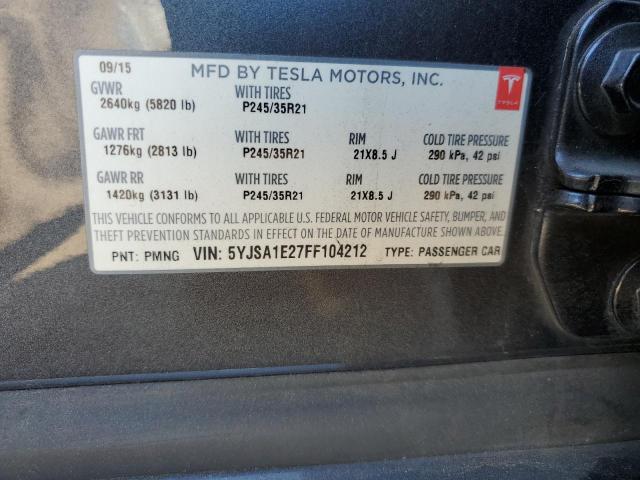 09/15 MFD BY TESLA MOTORS, INC.
GVWR WITH TIRES
2640kg (5820 lb) P245/35R21
TESLA
GAWR FRT WITH TIRES RIM COLD TIRE PRESSURE
1276kg (2813 lb) P245/35R21 21X8.5 J 290 kPa, 42 psi
GAWR RR WITH TIRES RIM COLD TIRE PRESSURE
1420kg (3131 lb) P245/35R21 21X8.5 J 290 kPa, 42 psi
THIS VEHICLE CONFORMS TO ALL APPLICABLE U.S. FEDERAL MOTOR VEHICLE SAFETY, BUMPER, AND
THEFT PREVENTION STANDARDS IN EFFECT ON THE DATE OF MANUFACTURE SHOWN ABOVE.
PNT: PMNG VIN: 5YJSA1E27FF104212 TYPE: PASSENGER CAR